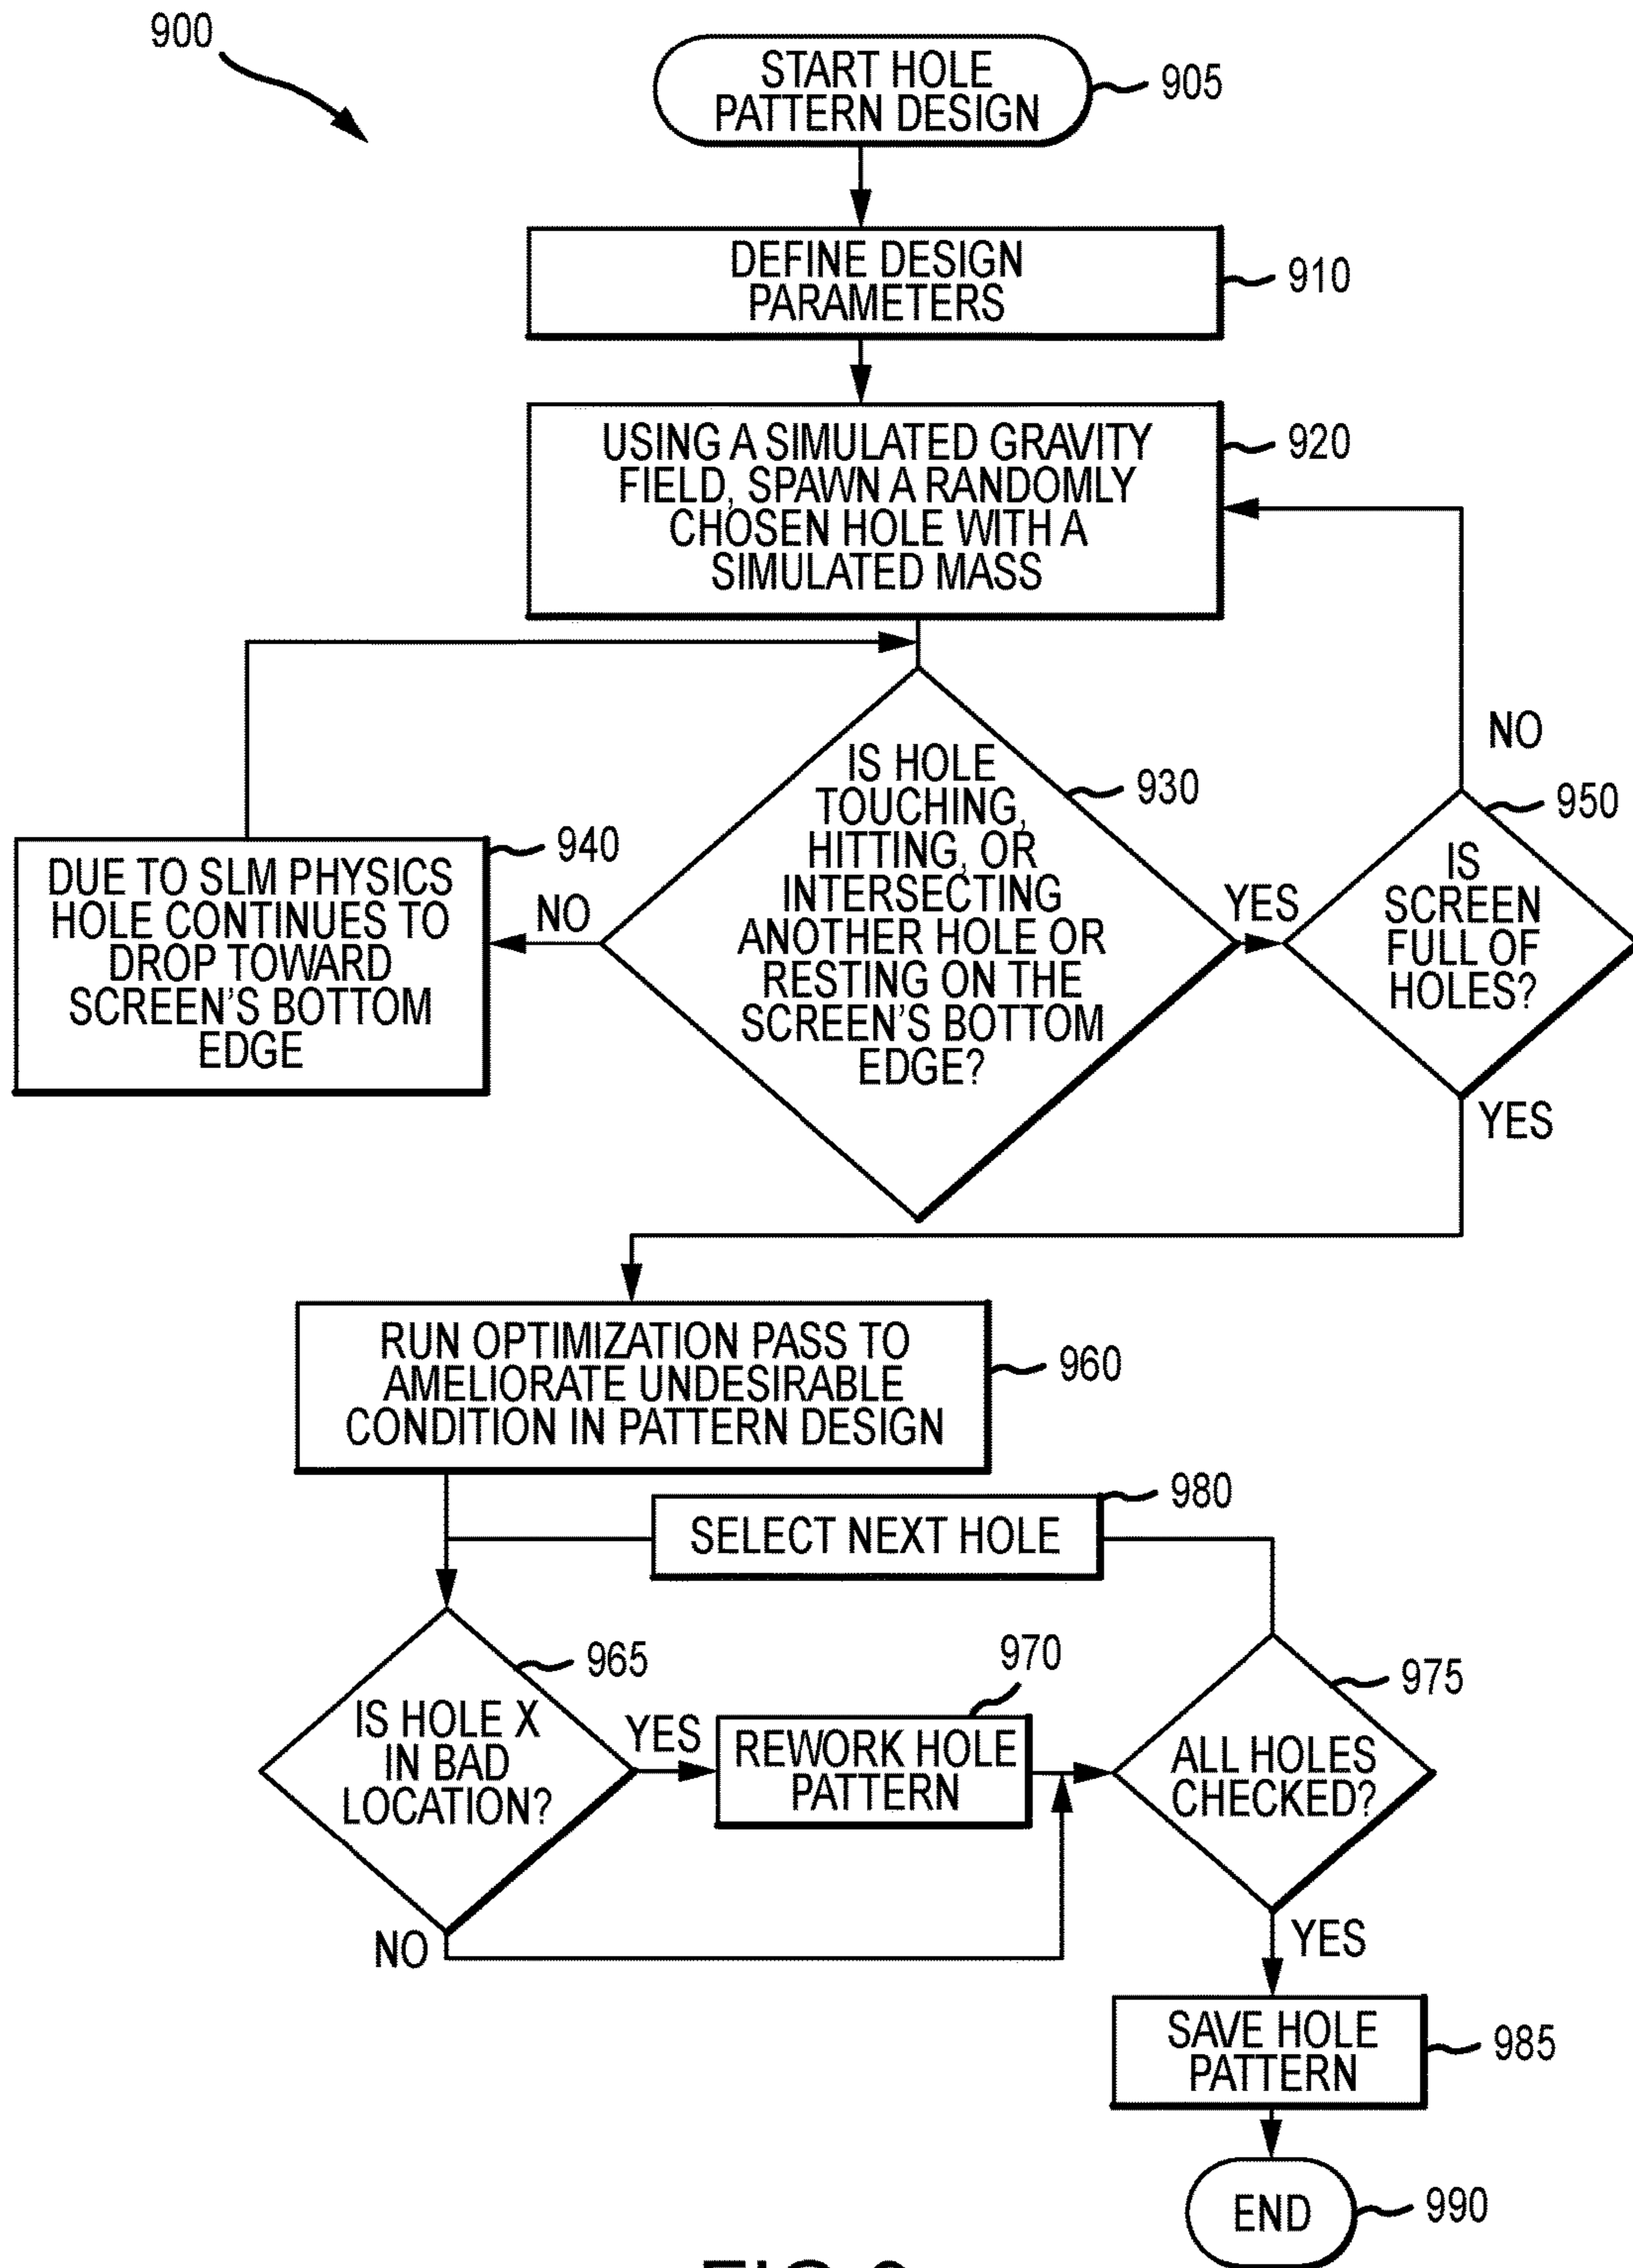 900
START HOLE
PATTERN DESIGN
905
DEFINE DESIGN
PARAMETERS
910
USING A SIMULATED GRAVITY
FIELD, SPAWN A RANDOMLY
CHOSEN HOLE WITH A
SIMULATED MASS
920
IS HOLE
TOUCHING,
HITTING, OR
INTERSECTING
ANOTHER HOLE OR
RESTING ON THE
SCREEN'S BOTTOM
EDGE?
930
NO
YES
DUE TO SLM PHYSICS
HOLE CONTINUES TO
DROP TOWARD
SCREEN'S BOTTOM
EDGE
940
IS
SCREEN
FULL OF
HOLES?
950
NO
YES
RUN OPTIMIZATION PASS TO
AMELIORATE UNDESIRABLE
CONDITION IN PATTERN DESIGN
960
SELECT NEXT HOLE
980
IS HOLE X
IN BAD
LOCATION?
965
YES
NO
REWORK HOLE
PATTERN
970
ALL HOLES
CHECKED?
975
YES
SAVE HOLE
PATTERN
985
END
990